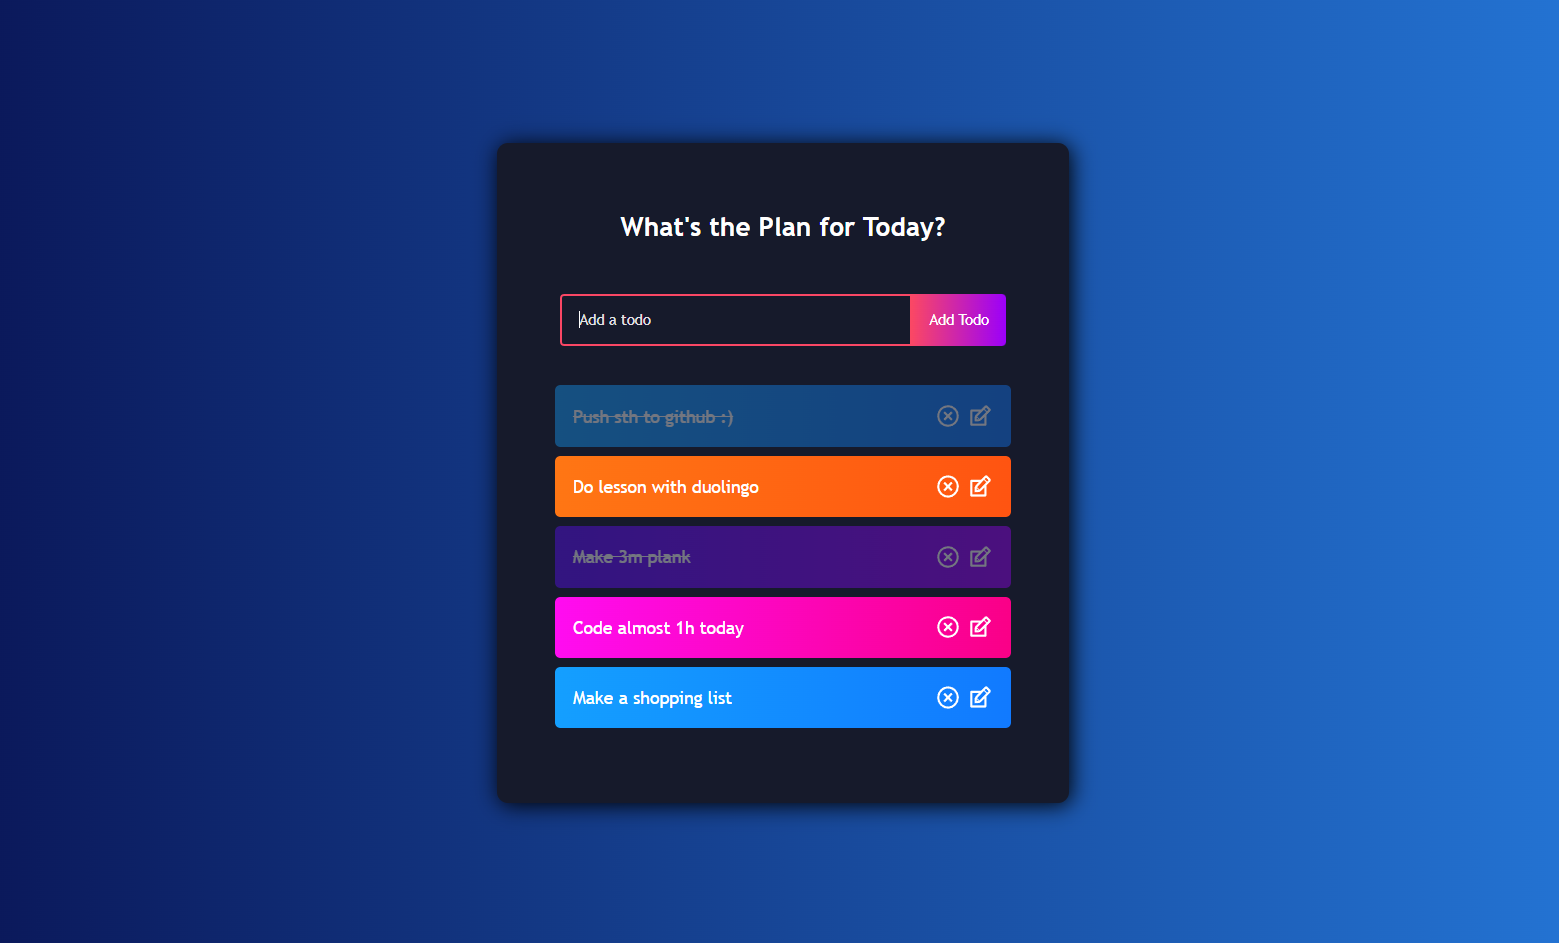 What's the Plan for Today?
Add a todo
Add Todo
Push sth to github :)
Do lesson with duolingo
Make 3m plank
Code almost 1h today
Make a shopping list